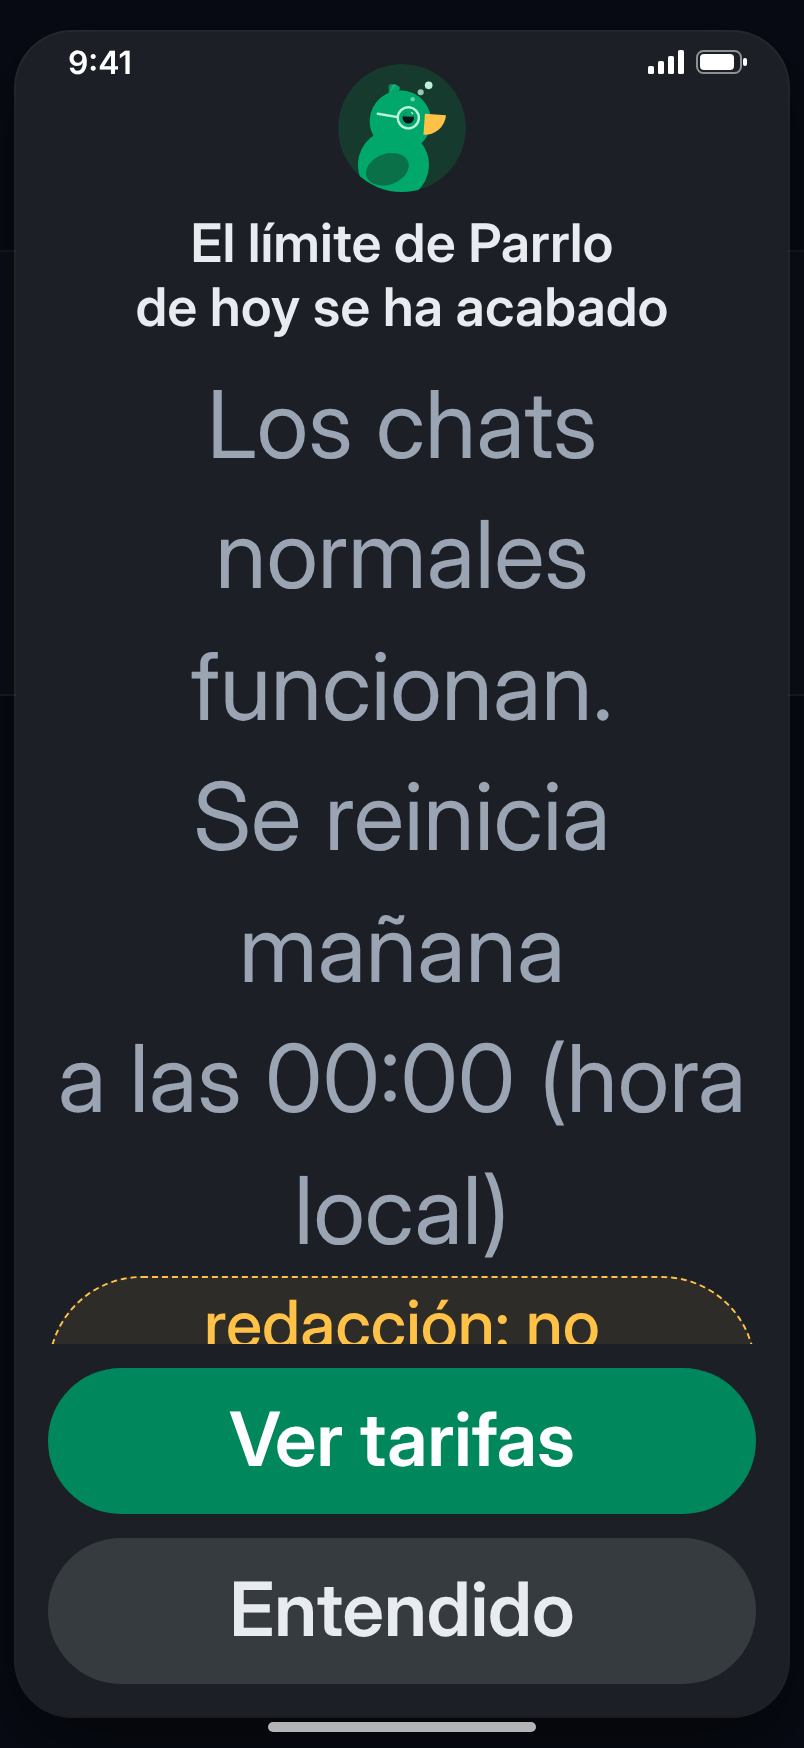 9:41
El límite de Parrlo
de hoy se ha acabado
Los chats
normales
funcionan.
Se reinicia
mañana
a las 00:00 (hora
local)
redacción: no
Ver tarifas
Entendido